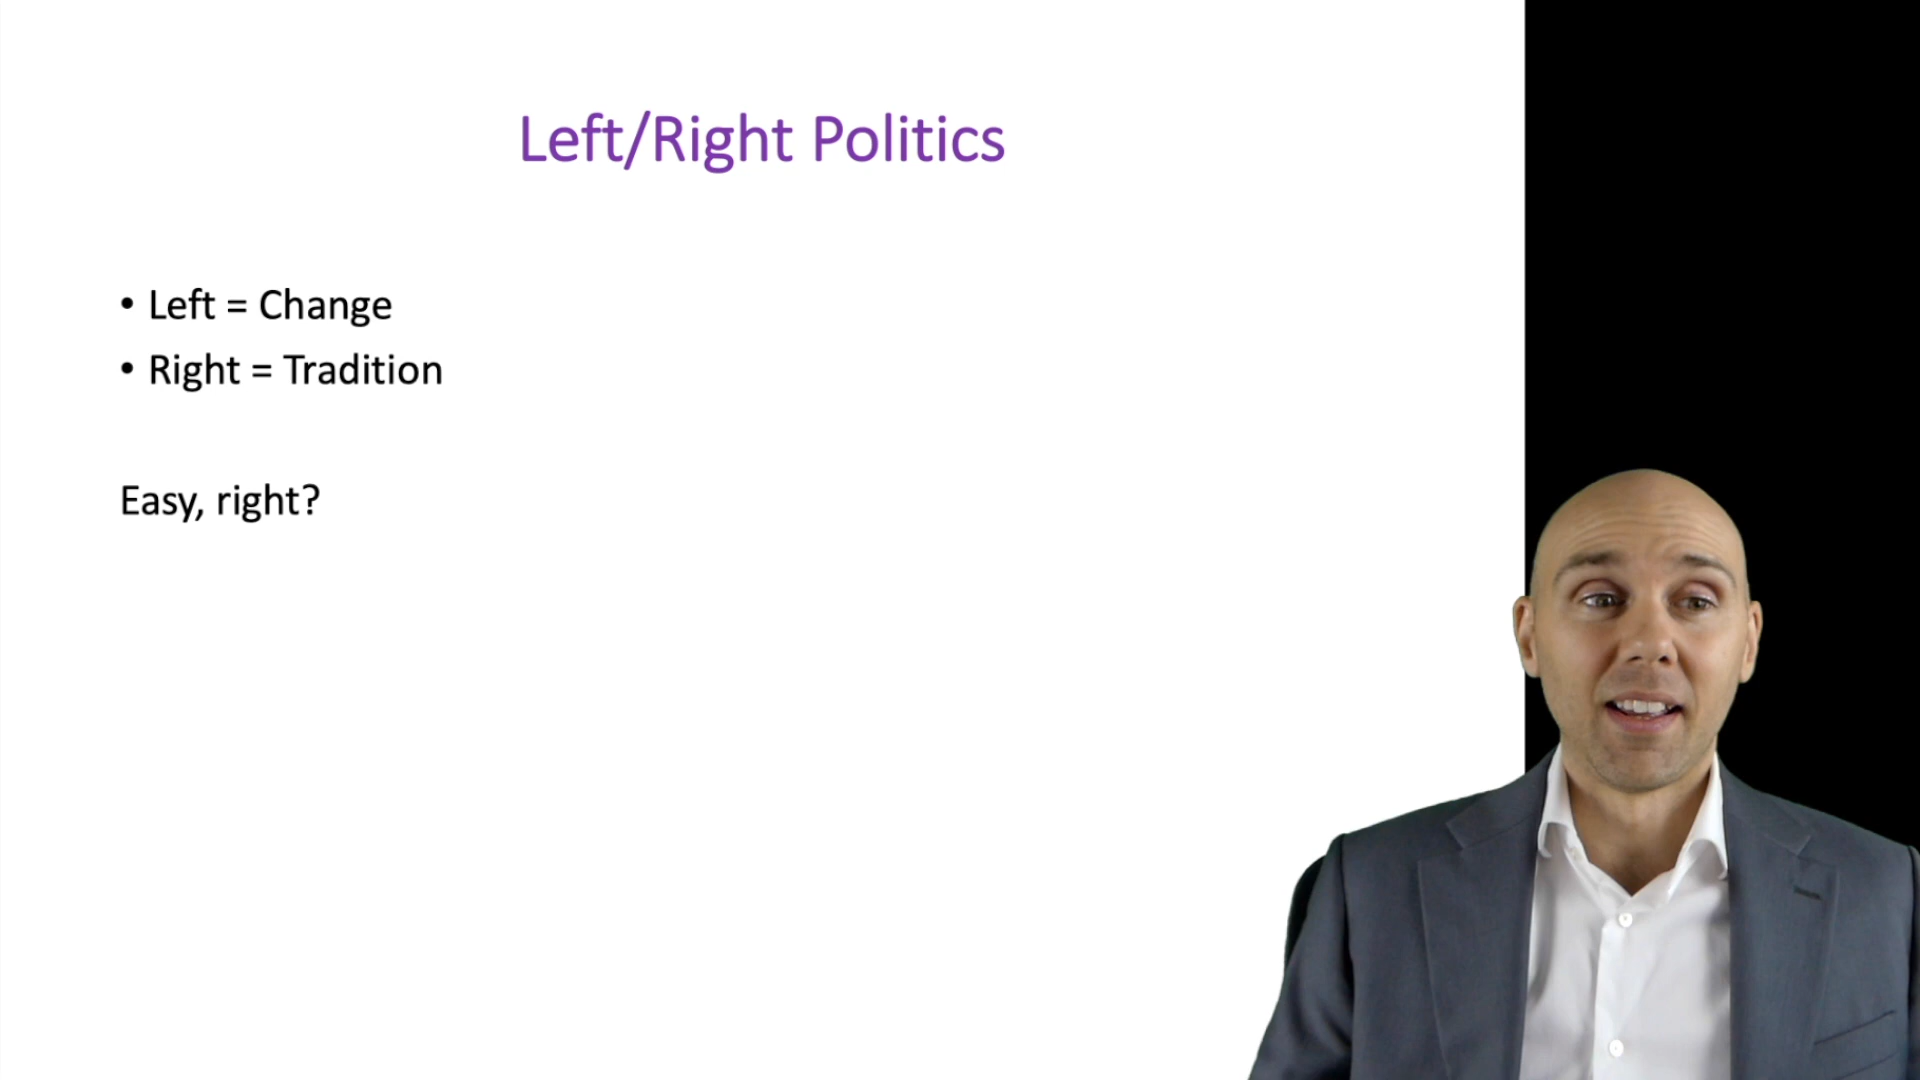 Left/Right Politics
• Left = Change
• Right = Tradition
Easy, right?